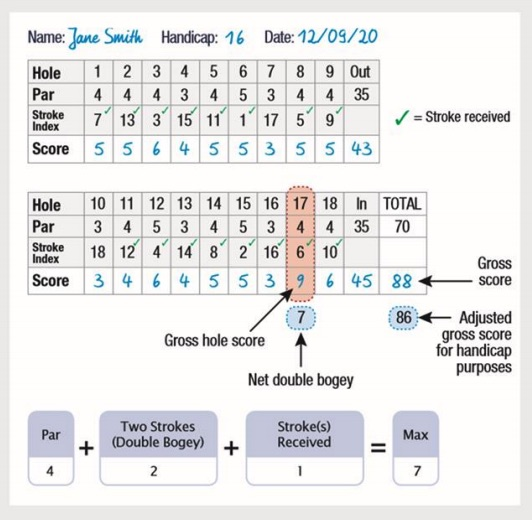 Name: Jane Smith Handicap: 16 Date: 12/09/20
Hole 1 2 3 4 5 6 7 8 9 Out
Par 4 4 4 3 4 5 3 4 4 35
Stroke Index 7✓ 13✓ 3✓ 15✓ 11✓ 1✓ 17 5✓ 9✓
Score 5 5 6 4 5 5 3 5 5 43
✓ = Stroke received
Hole 10 11 12 13 14 15 16 17 18 In TOTAL
Par 3 4 5 3 4 5 3 4 4 35 70
Stroke Index 18 12✓ 4✓ 14✓ 8✓ 2✓ 16✓ 6✓ 10✓
Score 3 4 6 4 5 5 3 9 6 45 88
Gross
score
7
86
Adjusted
gross score
for handicap
purposes
Gross hole score
Net double bogey
Par + Two Strokes (Double Bogey) + Stroke(s) Received = Max
4 2 1 7